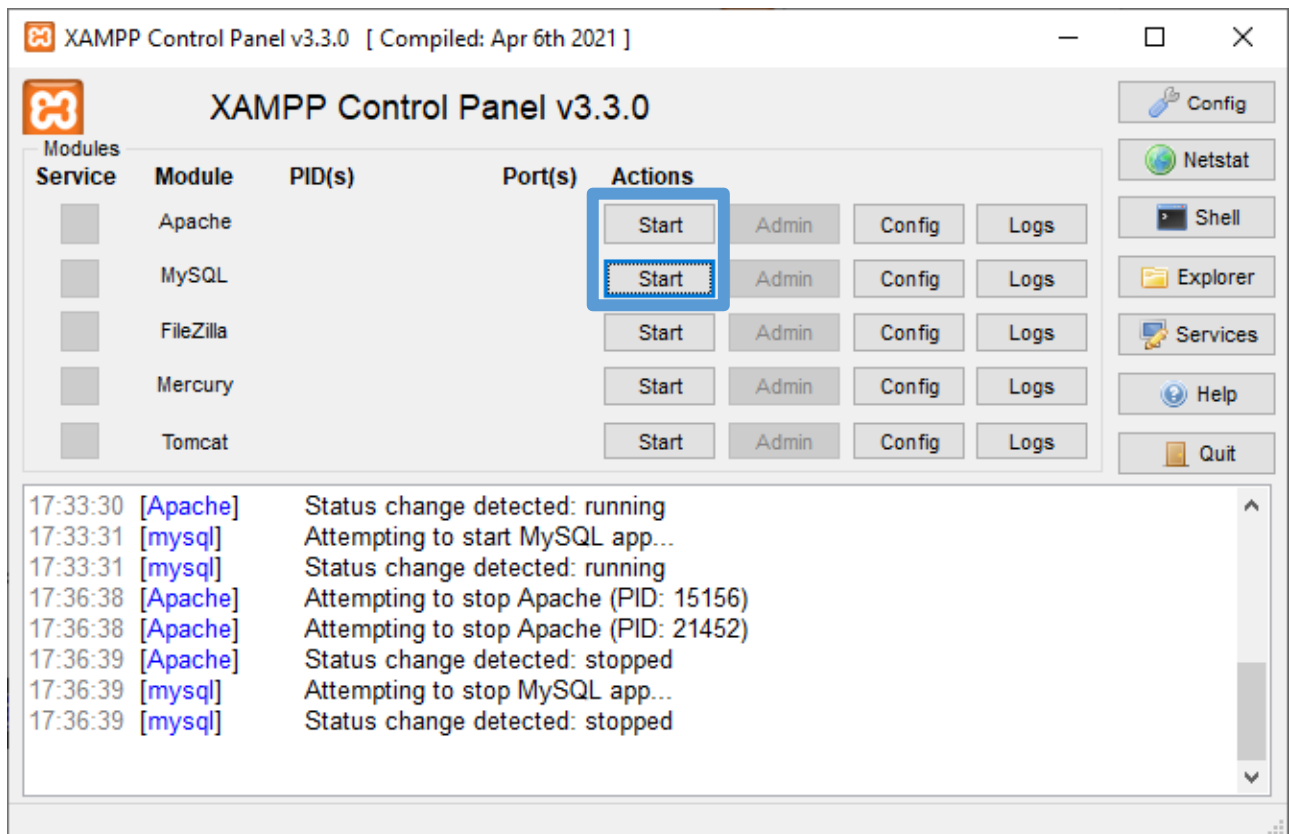 XAMPP Control Panel v3.3.0 [ Compiled: Apr 6th 2021 ]
XAMPP Control Panel v3.3.0
Config
Modules
Netstat
Service Module PID(s) Port(s) Actions
Apache Start Admin Config Logs
Shell
MySQL Start Admin Config Logs
Explorer
FileZilla Start Admin Config Logs
Services
Mercury Start Admin Config Logs
Help
Tomcat Start Admin Config Logs
Quit
17:33:30 [Apache] Status change detected: running
17:33:31 [mysql] Attempting to start MySQL app...
17:33:31 [mysql] Status change detected: running
17:36:38 [Apache] Attempting to stop Apache (PID: 15156)
17:36:38 [Apache] Attempting to stop Apache (PID: 21452)
17:36:39 [Apache] Status change detected: stopped
17:36:39 [mysql] Attempting to stop MySQL app...
17:36:39 [mysql] Status change detected: stopped